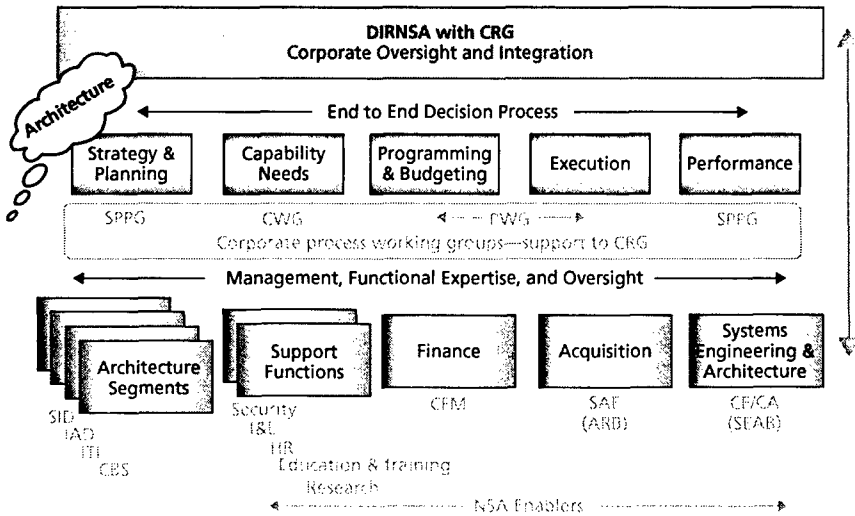 DIRNSA with CRG
Corporate Oversight and Integration
Architecture
End to End Decision Process
Strategy &
Planning
Capability
Needs
Programming
& Budgeting
Execution
Performance
SPPG
CWG
PWG
SPPG
Corporate process working groups—support to CRG
Management, Functional Expertise, and Oversight
Architecture
Segments
Support
Functions
Finance
Acquisition
Systems
Engineering &
Architecture
SID
IAD
ITI
CBS
Security
I&L
HR
Education & training
Research
CFM
SAE
(ARB)
CE/CA
(SEAB)
NSA Enablers